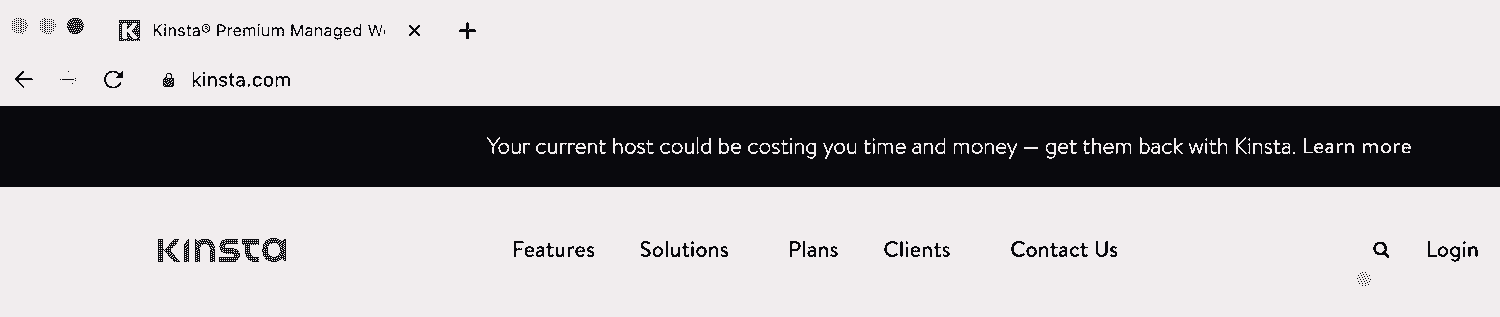 Kinsta® Premium Managed
kinsta.com
Your current host could be costing you time and money — get them back with Kinsta. Learn more
Kinsta
Features Solutions Plans Clients Contact Us Login